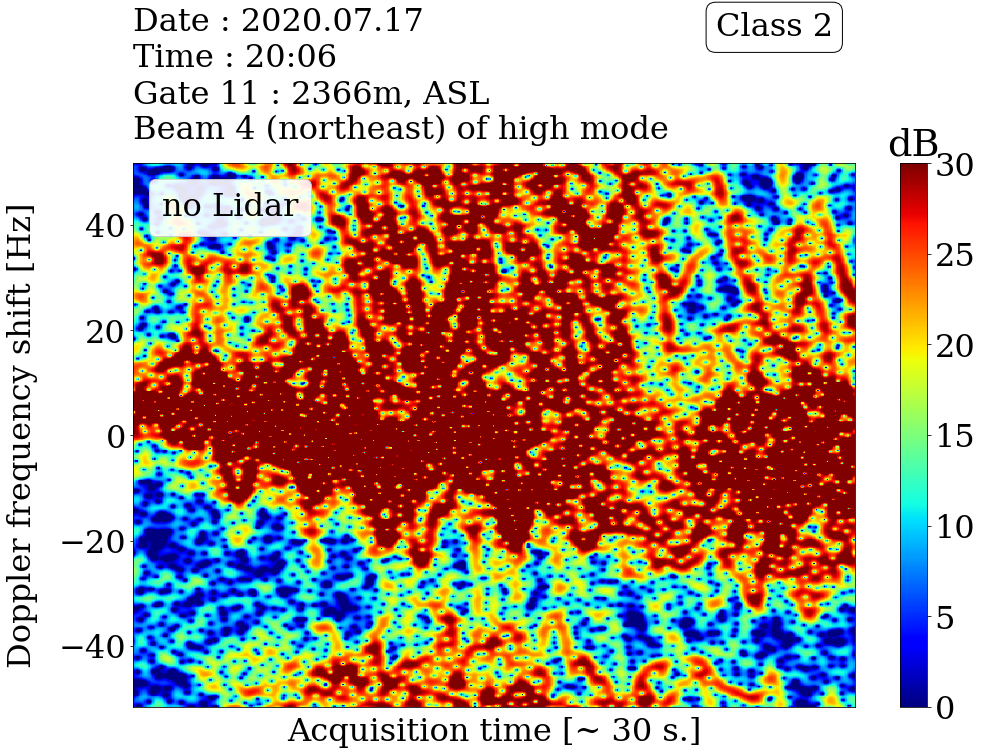 Date : 2020.07.17
Time : 20:06
Gate 11 : 2366m, ASL
Beam 4 (northeast) of high mode
Class 2
dB
no Lidar
Doppler frequency shift [Hz]
40
20
0
−20
−40
Acquisition time [~ 30 s.]
30
25
20
15
10
5
0